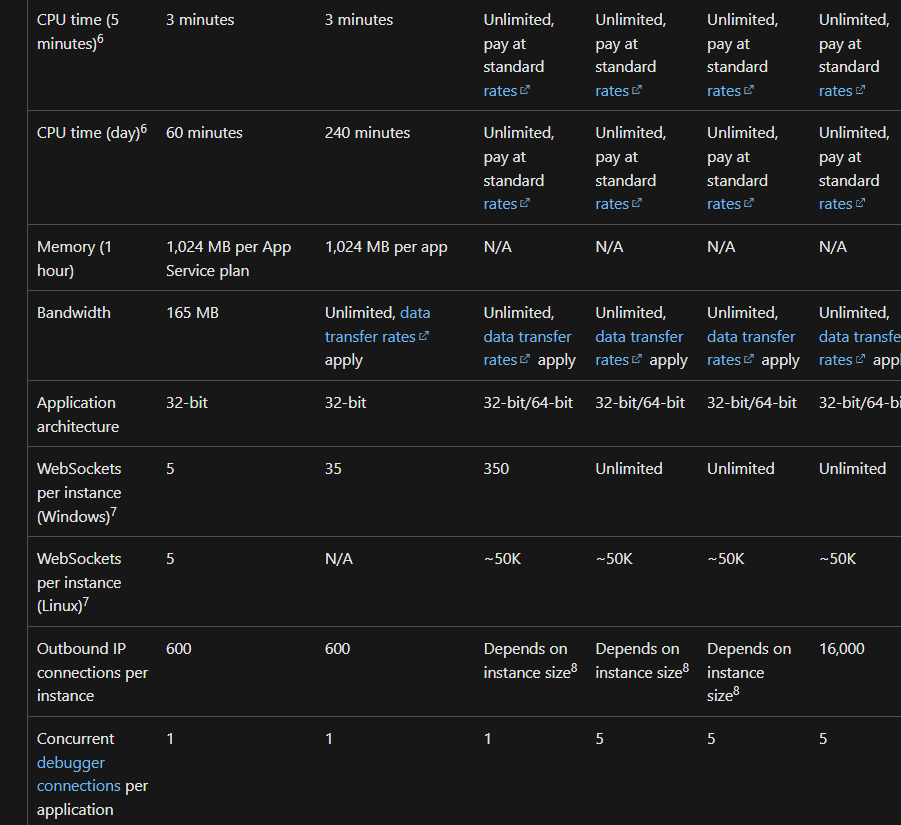 CPU time (5 minutes)6 3 minutes 3 minutes Unlimited, pay at standard rates Unlimited, pay at standard rates Unlimited, pay at standard rates Unlimited, pay at standard rates
CPU time (day)6 60 minutes 240 minutes Unlimited, pay at standard rates Unlimited, pay at standard rates Unlimited, pay at standard rates Unlimited, pay at standard rates
Memory (1 hour) 1,024 MB per App Service plan 1,024 MB per app N/A N/A N/A N/A
Bandwidth 165 MB Unlimited, data transfer rates apply Unlimited, data transfer rates apply Unlimited, data transfer rates apply Unlimited, data transfer rates apply Unlimited, data transfe rates appl
Application architecture 32-bit 32-bit 32-bit/64-bit 32-bit/64-bit 32-bit/64-bit 32-bit/64-bi
WebSockets per instance (Windows)7 5 35 350 Unlimited Unlimited Unlimited
WebSockets per instance (Linux)7 5 N/A ~50K ~50K ~50K ~50K
Outbound IP connections per instance 600 600 Depends on instance size8 Depends on instance size8 Depends on instance size8 16,000
Concurrent debugger connections per application 1 1 1 5 5 5